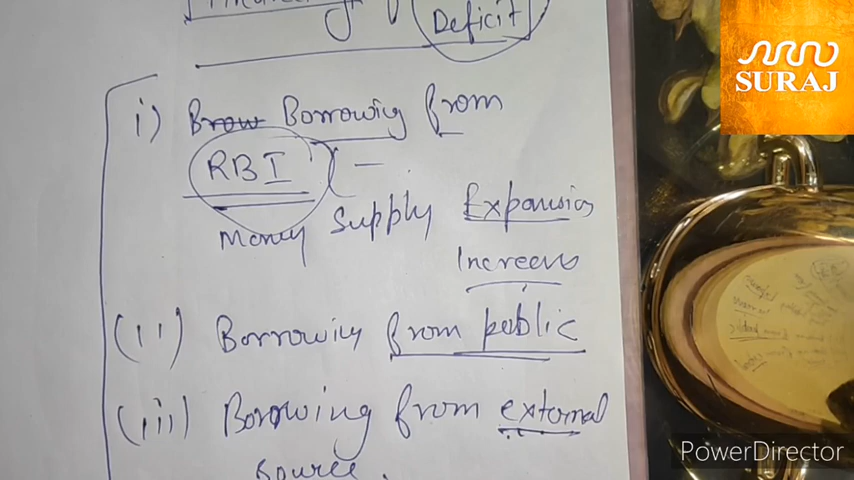 Deficit
i) Brow Borrowing from
RBI (—
Money Supply Expansion
Increases
(ii) Borrowing from public
(iii) Borrowing from external
source.
SURAJ
PowerDirector